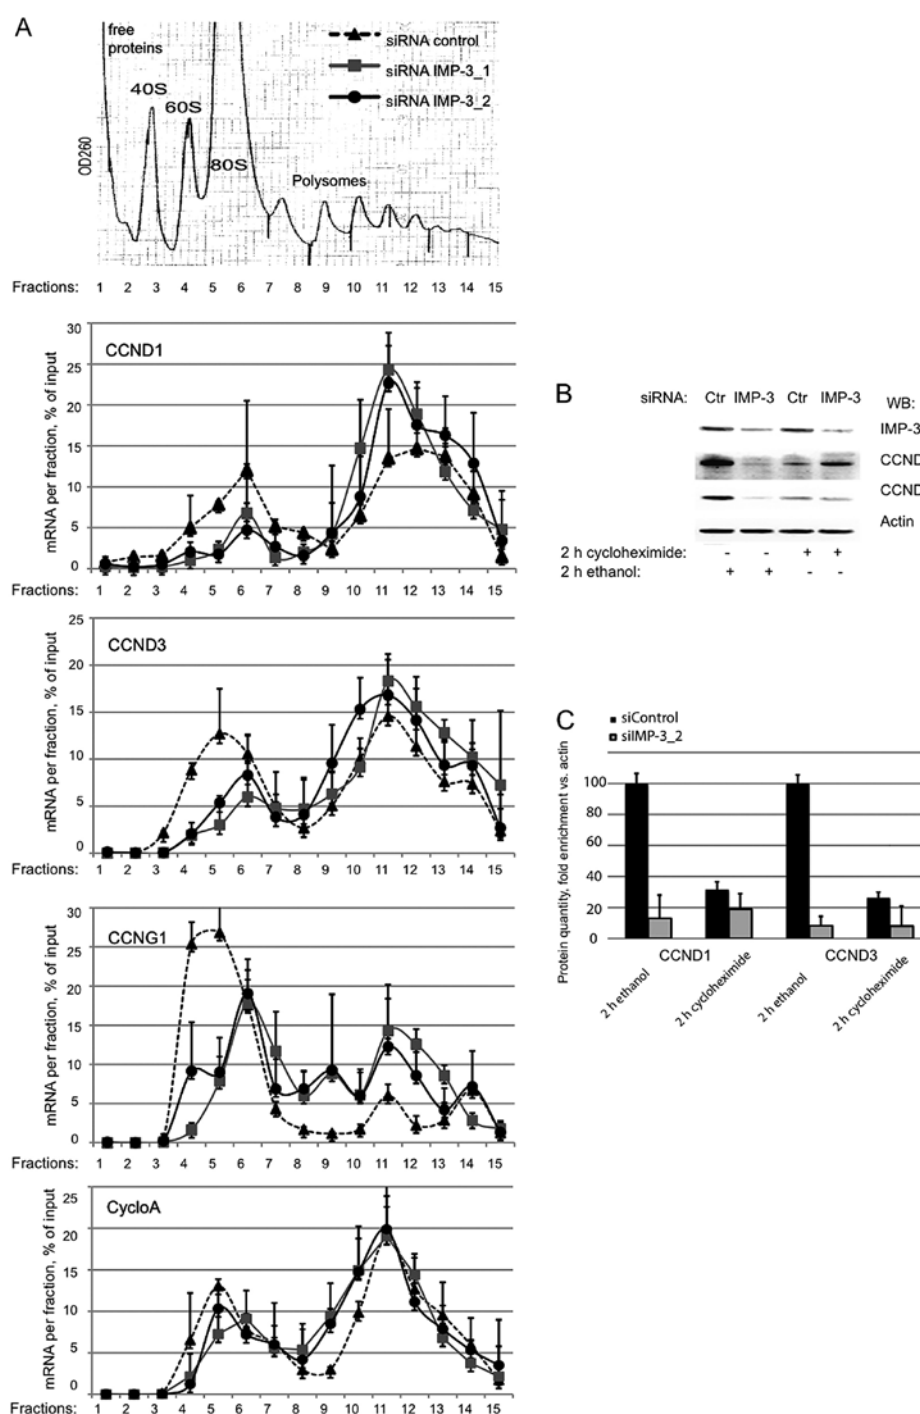 A
free
proteins
40S
60S
80S
Polysomes
OD260
siRNA control
siRNA IMP-3_1
siRNA IMP-3_2
Fractions: 1 2 3 4 5 6 7 8 9 10 11 12 13 14 15
CCND1
mRNA per fraction, % of input
30
25
20
15
10
5
0
Fractions: 1 2 3 4 5 6 7 8 9 10 11 12 13 14 15
CCND3
mRNA per fraction, % of input
25
20
15
10
5
0
Fractions: 1 2 3 4 5 6 7 8 9 10 11 12 13 14 15
CCNG1
mRNA per fraction, % of input
30
25
20
15
10
5
0
Fractions: 1 2 3 4 5 6 7 8 9 10 11 12 13 14 15
CycloA
mRNA per fraction, % of input
25
20
15
10
5
0
Fractions: 1 2 3 4 5 6 7 8 9 10 11 12 13 14 15
B
siRNA: Ctr IMP-3 Ctr IMP-3
WB:
IMP-3
CCND
CCND
Actin
2 h cycloheximide: - - + +
2 h ethanol: + + - -
C
siControl
siIMP-3_2
Protein quantity, fold enrichment vs. actin
100
80
60
40
20
0
CCND1 CCND3
2 h ethanol
2 h cycloheximide
2 h ethanol
2 h cycloheximide